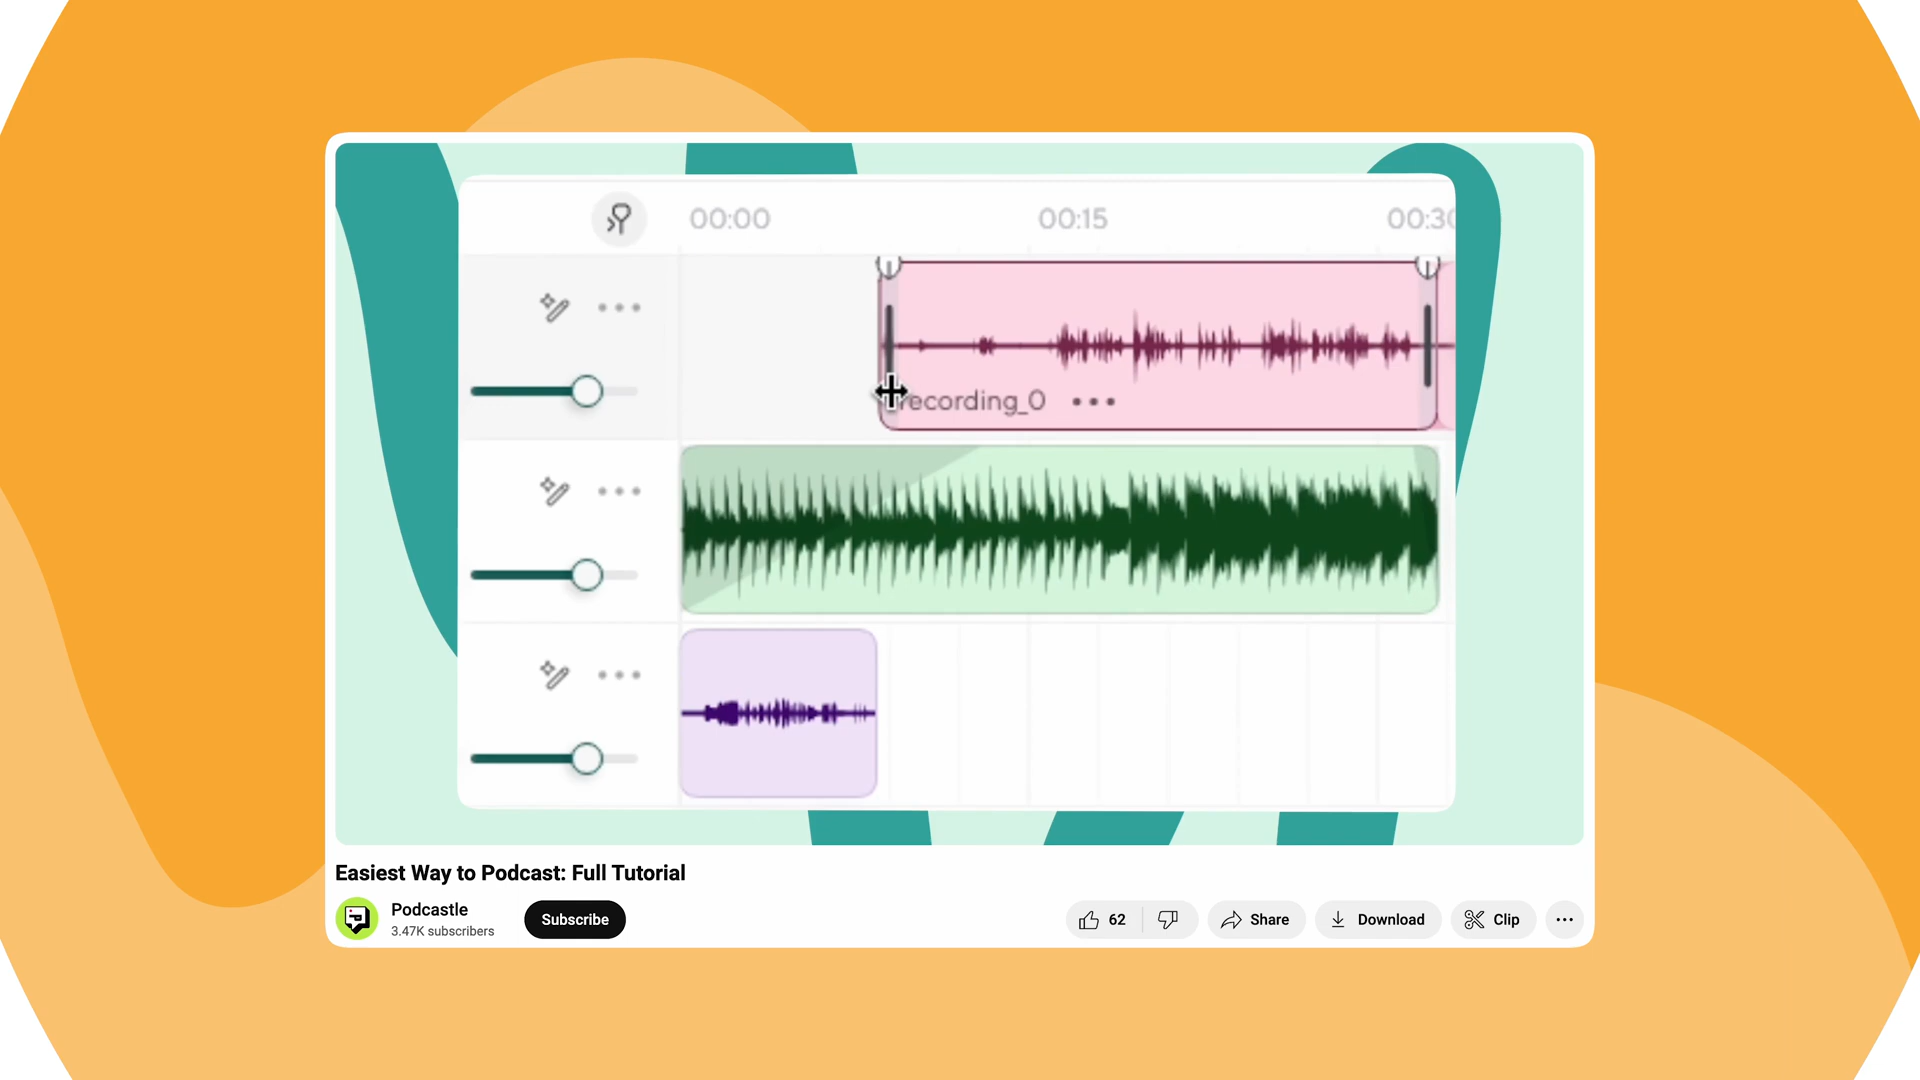 00:00 00:15 00:30
recording_0
Easiest Way to Podcast: Full Tutorial
Podcastle
3.47K subscribers
Subscribe
62
Share
Download
Clip